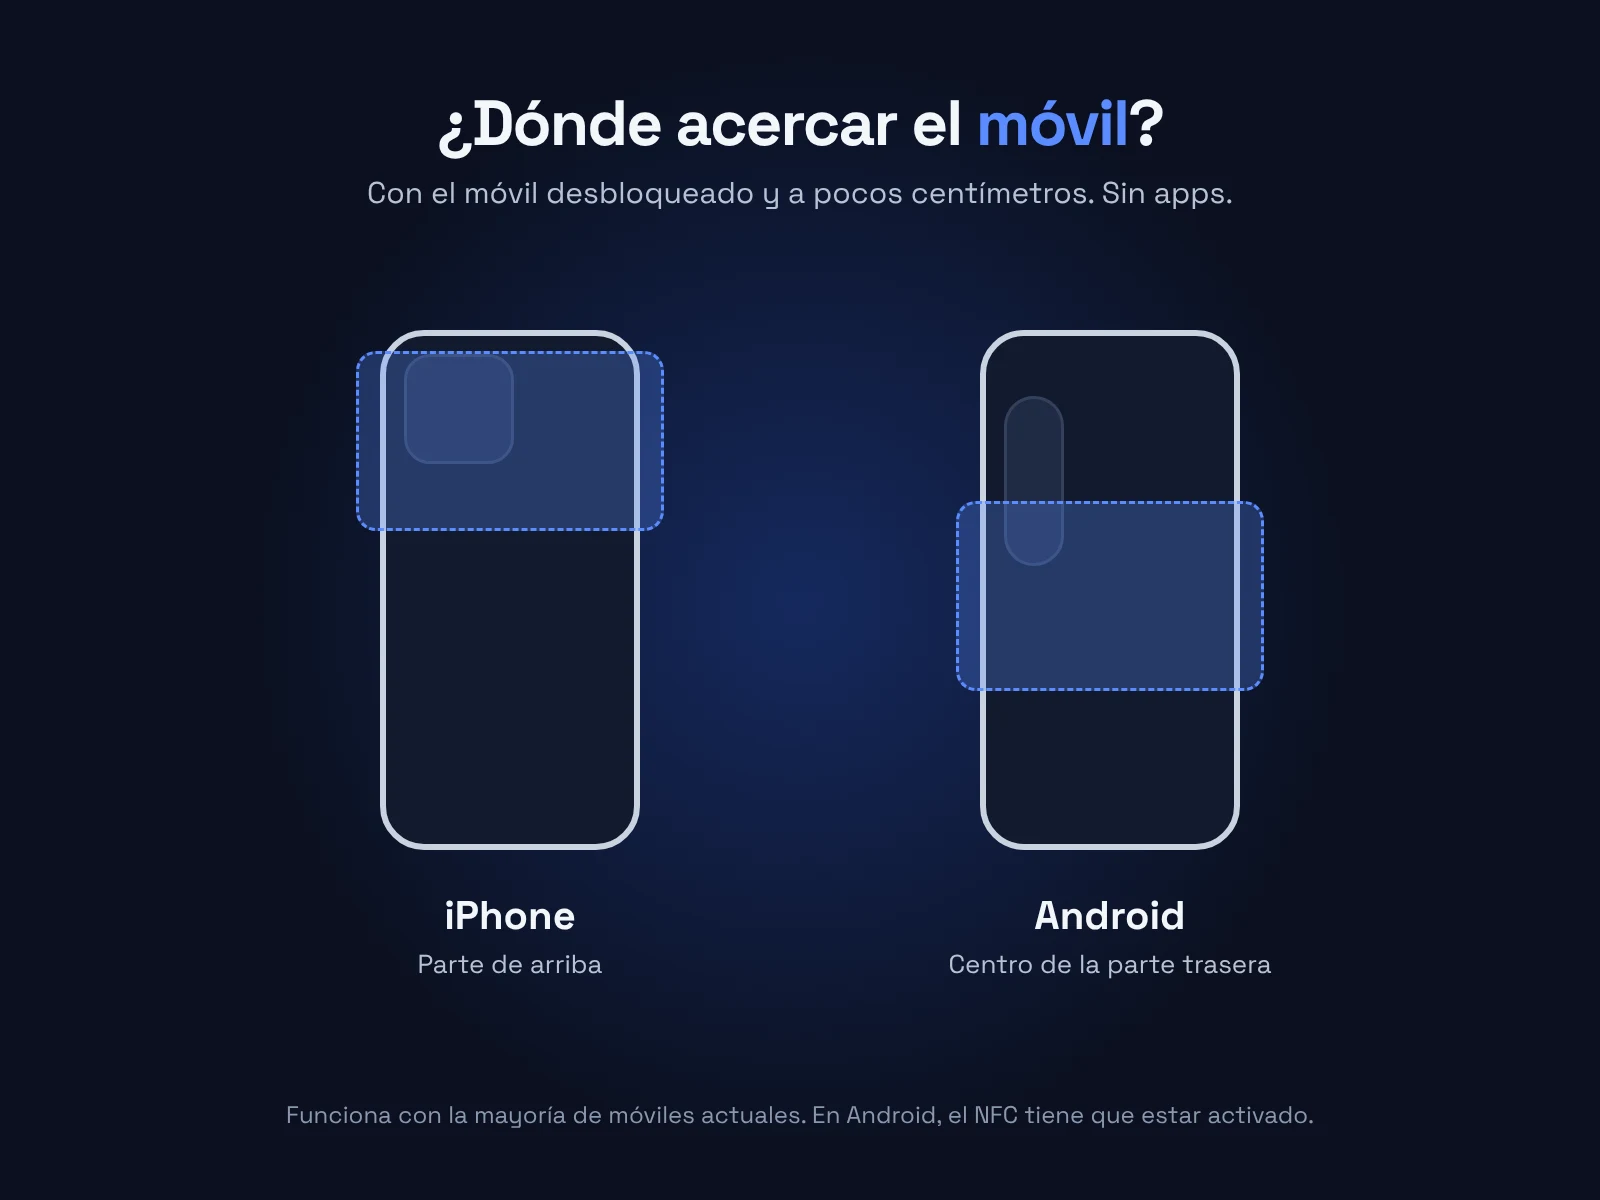 ¿Dónde acercar el móvil?
Con el móvil desbloqueado y a pocos centímetros. Sin apps.
iPhone
Parte de arriba
Android
Centro de la parte trasera
Funciona con la mayoría de móviles actuales. En Android, el NFC tiene que estar activado.